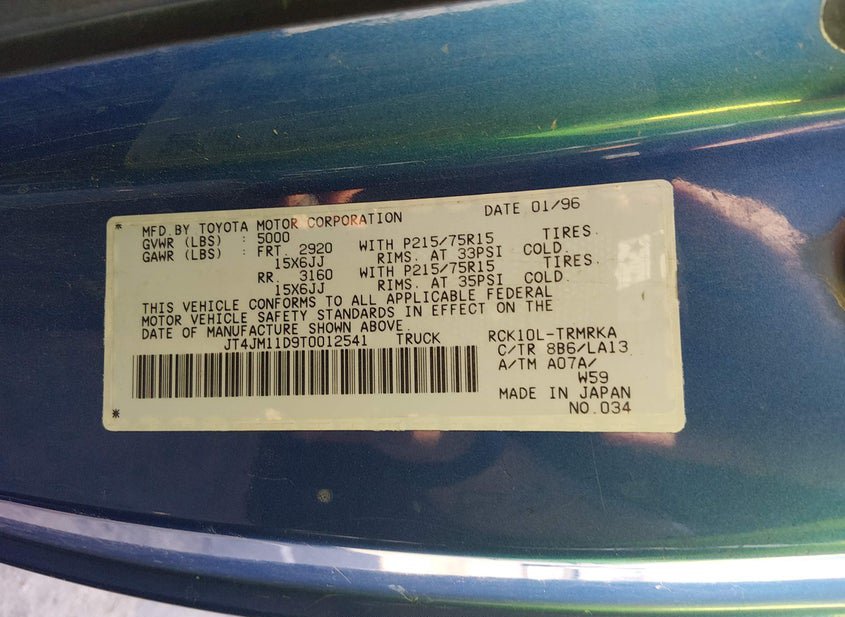 MFD.BY TOYOTA MOTOR CORPORATION DATE 01/96
GVWR (LBS) : 5000
GAWR (LBS) : FRT. 2920 WITH P215/75R15 TIRES.
15X6JJ RIMS. AT 33PSI COLD.
RR. 3160 WITH P215/75R15 TIRES.
15X6JJ RIMS. AT 35PSI COLD.
THIS VEHICLE CONFORMS TO ALL APPLICABLE FEDERAL
MOTOR VEHICLE SAFETY STANDARDS IN EFFECT ON THE
DATE OF MANUFACTURE SHOWN ABOVE.
JT4JM11D9T0012541 TRUCK RCK10L-TRMRKA
C/TR 8B6/LA13
A/TM A07A/
W59
MADE IN JAPAN
NO.034